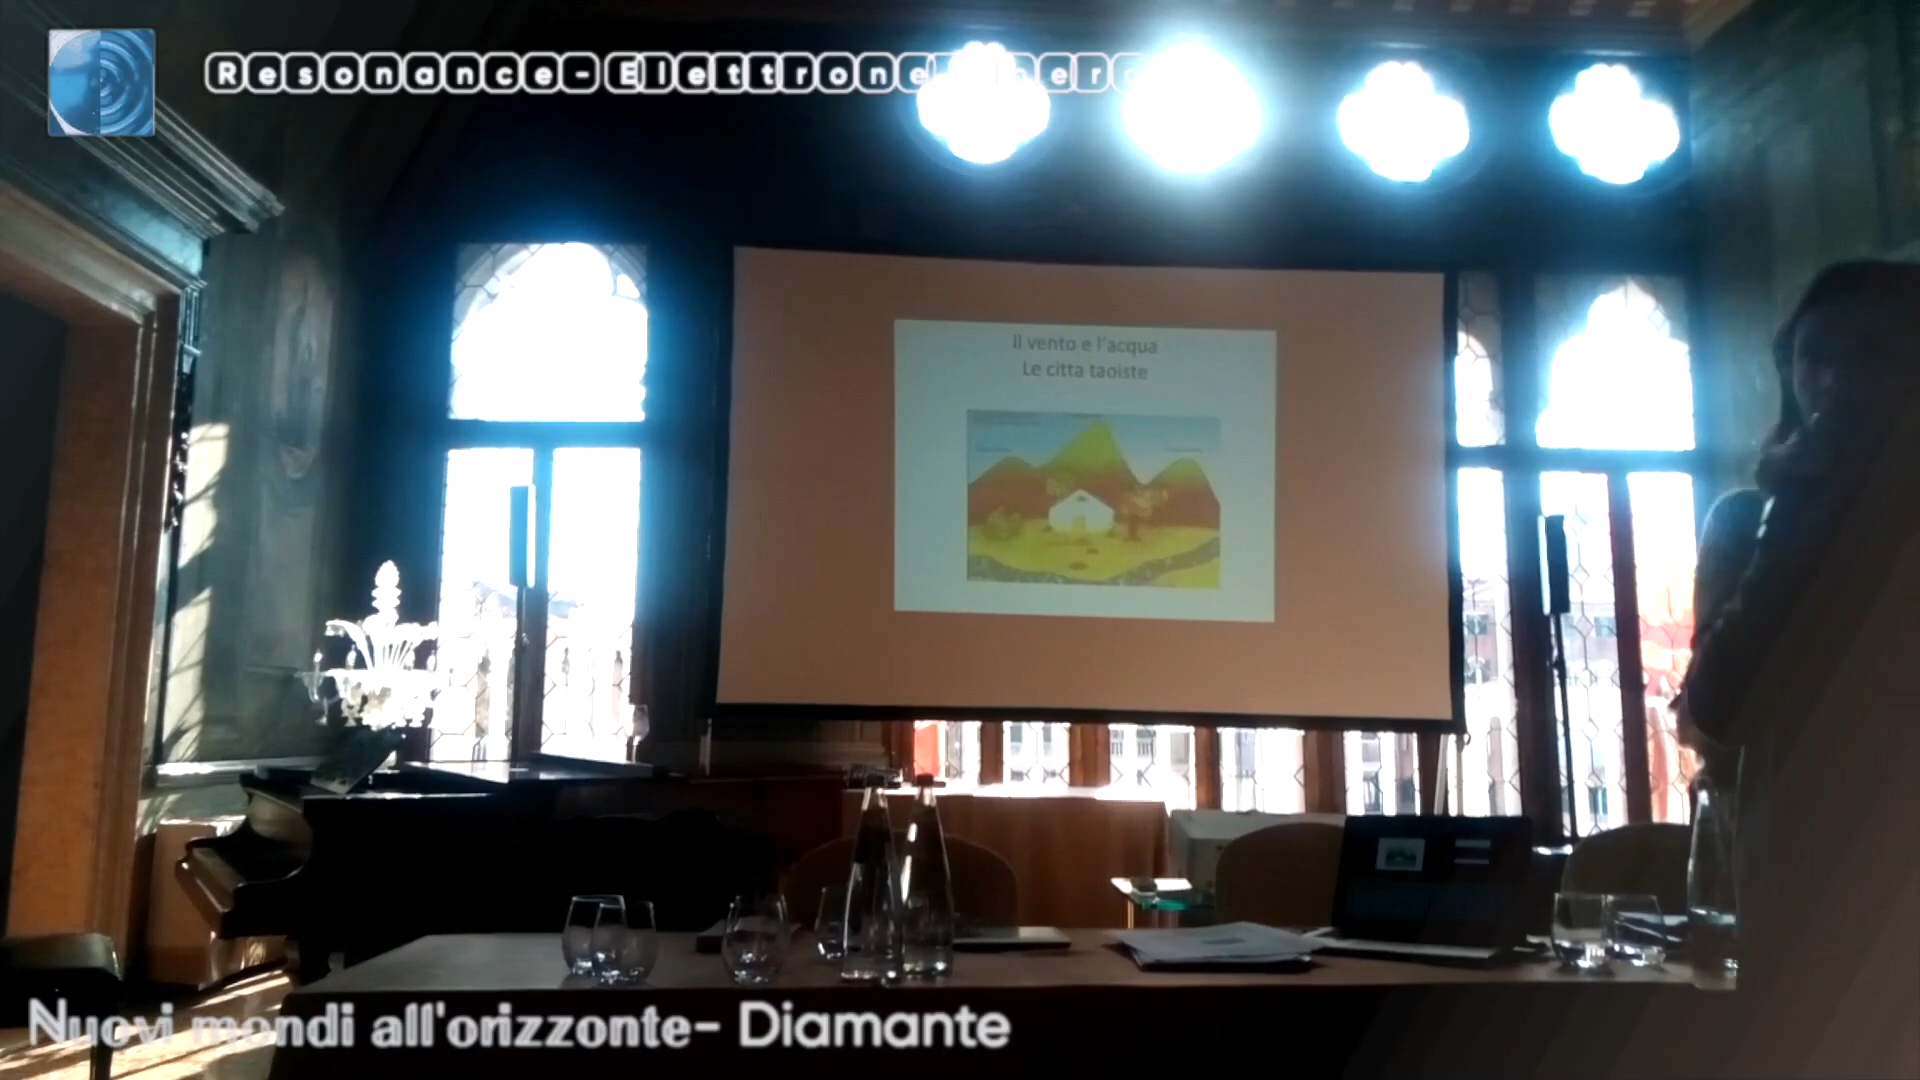 Resonance-Elettrone
Il vento e l'acqua
Le citta taoiste
Nuovi mondi all'orizzonte- Diamante